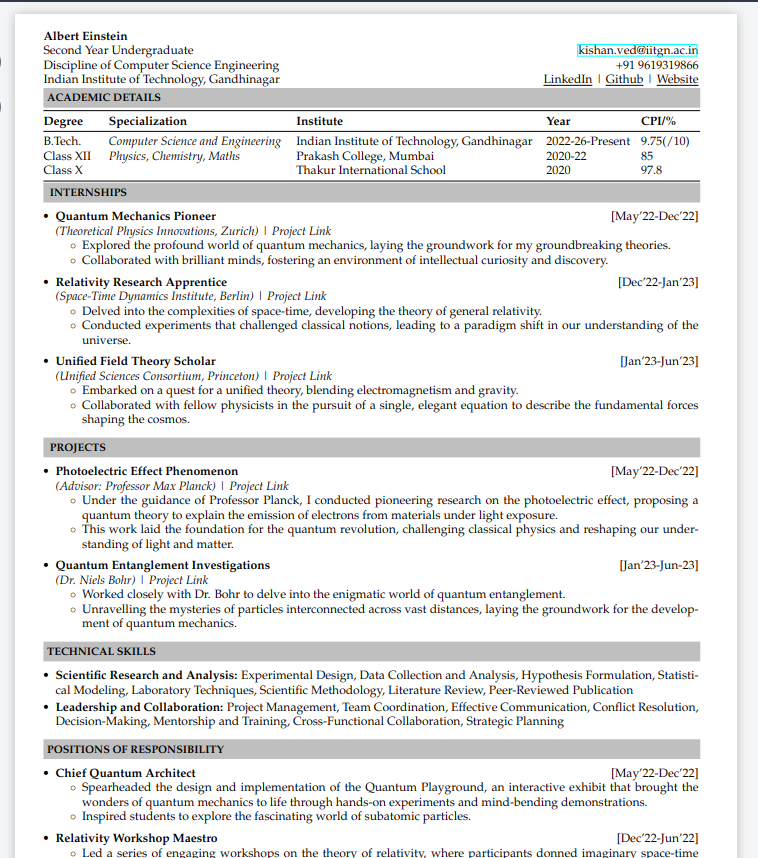 Albert Einstein
Second Year Undergraduate kishan.ved@iitgn.ac.in
Discipline of Computer Science Engineering +91 9619319866
Indian Institute of Technology, Gandhinagar LinkedIn | Github | Website
ACADEMIC DETAILS
Degree Specialization Institute Year CPI/%
B.Tech. Computer Science and Engineering Indian Institute of Technology, Gandhinagar 2022-26-Present 9.75(/10)
Class XII Physics, Chemistry, Maths Prakash College, Mumbai 2020-22 85
Class X Thakur International School 2020 97.8
INTERNSHIPS
• Quantum Mechanics Pioneer [May'22-Dec'22]
(Theoretical Physics Innovations, Zurich) | Project Link
◦ Explored the profound world of quantum mechanics, laying the groundwork for my groundbreaking theories.
◦ Collaborated with brilliant minds, fostering an environment of intellectual curiosity and discovery.
• Relativity Research Apprentice [Dec'22-Jan'23]
(Space-Time Dynamics Institute, Berlin) | Project Link
◦ Delved into the complexities of space-time, developing the theory of general relativity.
◦ Conducted experiments that challenged classical notions, leading to a paradigm shift in our understanding of the
universe.
• Unified Field Theory Scholar [Jan'23-Jun'23]
(Unified Sciences Consortium, Princeton) | Project Link
◦ Embarked on a quest for a unified theory, blending electromagnetism and gravity.
◦ Collaborated with fellow physicists in the pursuit of a single, elegant equation to describe the fundamental forces
shaping the cosmos.
PROJECTS
• Photoelectric Effect Phenomenon [May'22-Dec'22]
(Advisor: Professor Max Planck) | Project Link
◦ Under the guidance of Professor Planck, I conducted pioneering research on the photoelectric effect, proposing a
quantum theory to explain the emission of electrons from materials under light exposure.
◦ This work laid the foundation for the quantum revolution, challenging classical physics and reshaping our under-
standing of light and matter.
• Quantum Entanglement Investigations [Jan'23-Jun-23]
(Dr. Niels Bohr) | Project Link
◦ Worked closely with Dr. Bohr to delve into the enigmatic world of quantum entanglement.
◦ Unravelling the mysteries of particles interconnected across vast distances, laying the groundwork for the develop-
ment of quantum mechanics.
TECHNICAL SKILLS
• Scientific Research and Analysis: Experimental Design, Data Collection and Analysis, Hypothesis Formulation, Statisti-
cal Modeling, Laboratory Techniques, Scientific Methodology, Literature Review, Peer-Reviewed Publication
• Leadership and Collaboration: Project Management, Team Coordination, Effective Communication, Conflict Resolution,
Decision-Making, Mentorship and Training, Cross-Functional Collaboration, Strategic Planning
POSITIONS OF RESPONSIBILITY
• Chief Quantum Architect [May'22-Dec'22]
◦ Spearheaded the design and implementation of the Quantum Playground, an interactive exhibit that brought the
wonders of quantum mechanics to life through hands-on experiments and mind-bending demonstrations.
◦ Inspired students to explore the fascinating world of subatomic particles.
• Relativity Workshop Maestro [Dec'22-Jun'22]
◦ Led a series of engaging workshops on the theory of relativity, where participants donned imaginary space-time